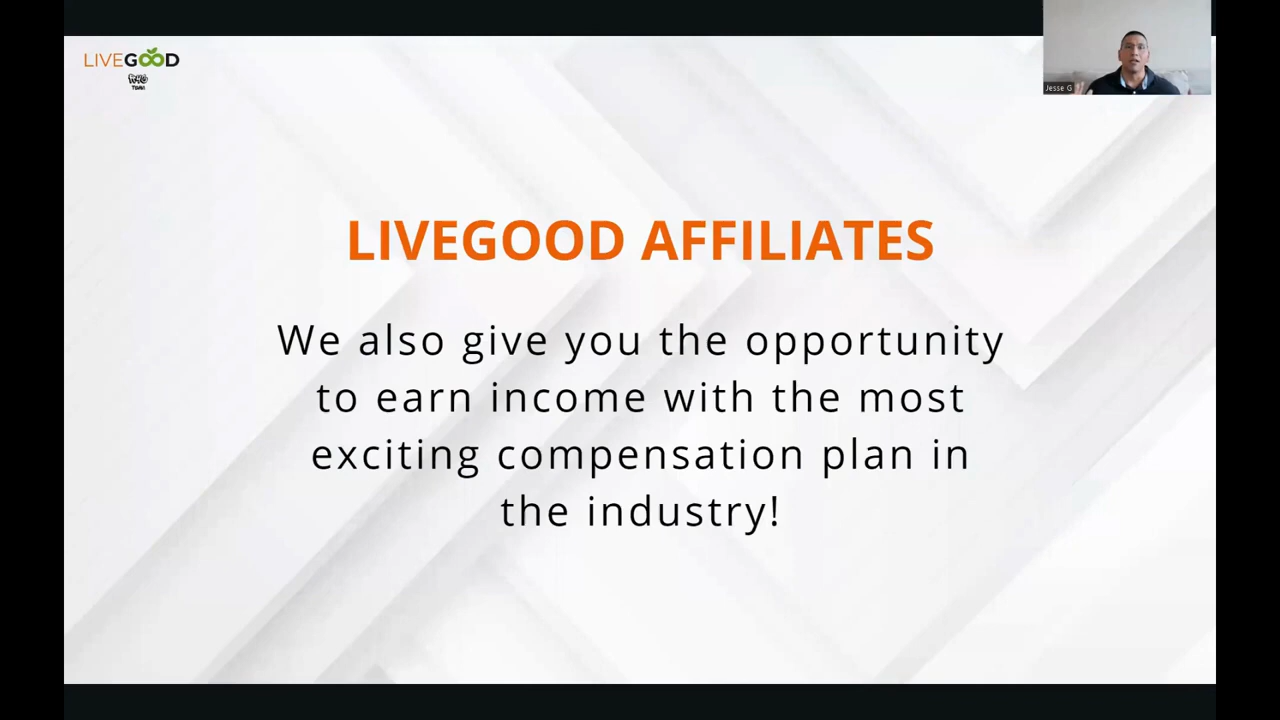 LIVEGOOD
TEAM
Jesse G
LIVEGOOD AFFILIATES
We also give you the opportunity
to earn income with the most
exciting compensation plan in
the industry!